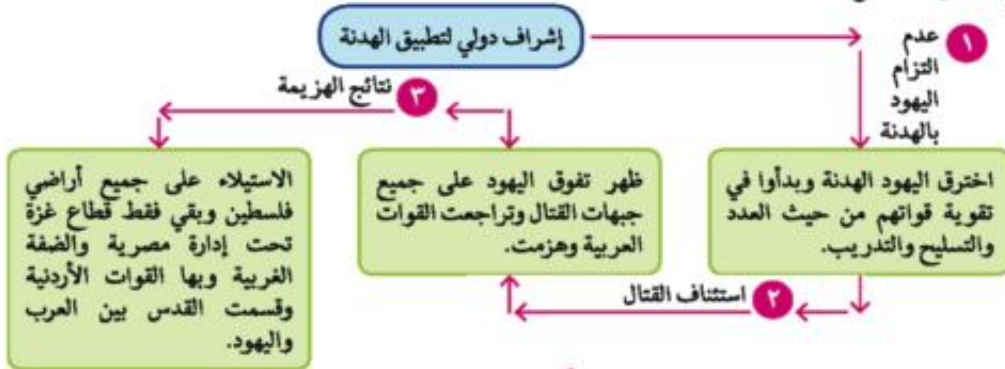 إشراف دولي لتطبيق الهدنة
١ عدم
التزام
اليهود
بالهدنة
اخترق اليهود الهدنة وبدأوا في
تقوية قواتهم من حيث العدد
والتسليح والتدريب.
٢ استئناف القتال
ظهر تفوق اليهود على جميع
جبهات القتال وتراجعت القوات
العربية وهزمت.
٣ نتائج الهزيمة
الاستيلاء على جميع أراضي
فلسطين وبقي فقط قطاع غزة
تحت إدارة مصرية والضفة
الغربية وبها القوات الأردنية
وقسمت القدس بين العرب
واليهود.